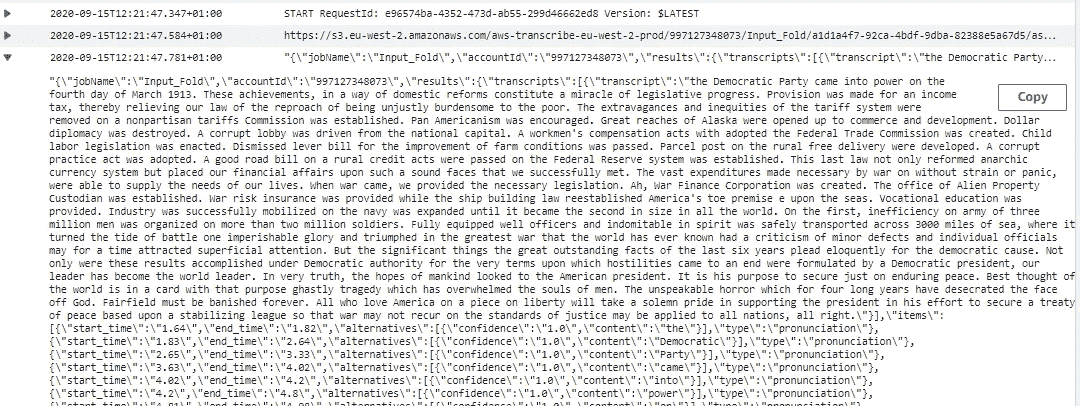 2020-09-15T12:21:47.347+01:00 START RequestId: e96574ba-4352-473d-ab55-299d46662ed8 Version: $LATEST
2020-09-15T12:21:47.584+01:00 https://s3.eu-west-2.amazonaws.com/aws-transcribe-eu-west-2-prod/997127348073/Input_Fold/a1d1a4f7-92ca-4bdf-9dba-82388e5a67d5/as...
2020-09-15T12:21:47.781+01:00 "{\"jobName\":\"Input_Fold\",\"accountId\":\"997127348073\",\"results\":{\"transcripts\":[{\"transcript\":\"the Democratic Party...
"{\"jobName\":\"Input_Fold\",\"accountId\":\"997127348073\",\"results\":{\"transcripts\":[{\"transcript\":\"the Democratic Party came into power on the
fourth day of March 1913. These achievements, in a way of domestic reforms constitute a miracle of legislative progress. Provision was made for an income
Copy
tax, thereby relieving our law of the reproach of being unjustly burdensome to the poor. The extravagances and inequities of the tariff system were
removed on a nonpartisan tariffs Commission was established. Pan Americanism was encouraged. Great reaches of Alaska were opened up to commerce and development. Dollar
diplomacy was destroyed. A corrupt lobby was driven from the national capital. A workmen's compensation acts with adopted the Federal Trade Commission was created. Child
labor legislation was enacted. Dismissed lever bill for the improvement of farm conditions was passed. Parcel post on the rural free delivery were developed. A corrupt
practice act was adopted. A good road bill on a rural credit acts were passed on the Federal Reserve system was established. This last law not only reformed anarchic
currency system but placed our financial affairs upon such a sound faces that we successfully met. The vast expenditures made necessary by war on without strain or panic,
were able to supply the needs of our lives. When war came, we provided the necessary legislation. Ah, War Finance Corporation was created. The office of Alien Property
Custodian was established. War risk insurance was provided while the ship building law reestablished America's toe premise e upon the seas. Vocational education was
provided. Industry was successfully mobilized on the navy was expanded until it became the second in size in all the world. On the first, inefficiency on army of three
million men was organized on more than two million soldiers. Fully equipped well officers and indomitable in spirit was safely transported across 3000 miles of sea, where it
turned the tide of battle one imperishable glory and triumphed in the greatest war that the world has ever known had a criticism of minor defects and individual officials
may for a time attracted superficial attention. But the significant things the great outstanding facts of the last six years plead eloquently for the democratic cause. Not
only were these results accomplished under Democratic authority for the very terms upon which hostilities came to an end were formulated by a Democratic president, our
leader has become the world leader. In very truth, the hopes of mankind looked to the American president. It is his purpose to secure just on enduring peace. Best thought of
the world is in a card with that purpose ghastly tragedy which has overwhelmed the souls of men. The unspeakable horror which for four long years have desecrated the face
off God. Fairfield must be banished forever. All who love America on a piece on liberty will take a solemn pride in supporting the president in his effort to secure a treaty
of peace based upon a stabilizing league so that war may not recur on the standards of justice may be applied to all nations, all right.\"}],\"items\":
[{\"start_time\":\"1.64\",\"end_time\":\"1.82\",\"alternatives\":[{\"confidence\":\"1.0\",\"content\":\"the\"}],\"type\":\"pronunciation\"},
{\"start_time\":\"1.83\",\"end_time\":\"2.64\",\"alternatives\":[{\"confidence\":\"1.0\",\"content\":\"Democratic\"}],\"type\":\"pronunciation\"},
{\"start_time\":\"2.65\",\"end_time\":\"3.33\",\"alternatives\":[{\"confidence\":\"1.0\",\"content\":\"Party\"}],\"type\":\"pronunciation\"},
{\"start_time\":\"3.63\",\"end_time\":\"4.02\",\"alternatives\":[{\"confidence\":\"1.0\",\"content\":\"came\"}],\"type\":\"pronunciation\"},
{\"start_time\":\"4.02\",\"end_time\":\"4.2\",\"alternatives\":[{\"confidence\":\"1.0\",\"content\":\"into\"}],\"type\":\"pronunciation\"},
{\"start_time\":\"4.2\",\"end_time\":\"4.8\",\"alternatives\":[{\"confidence\":\"1.0\",\"content\":\"power\"}],\"type\":\"pronunciation\"},